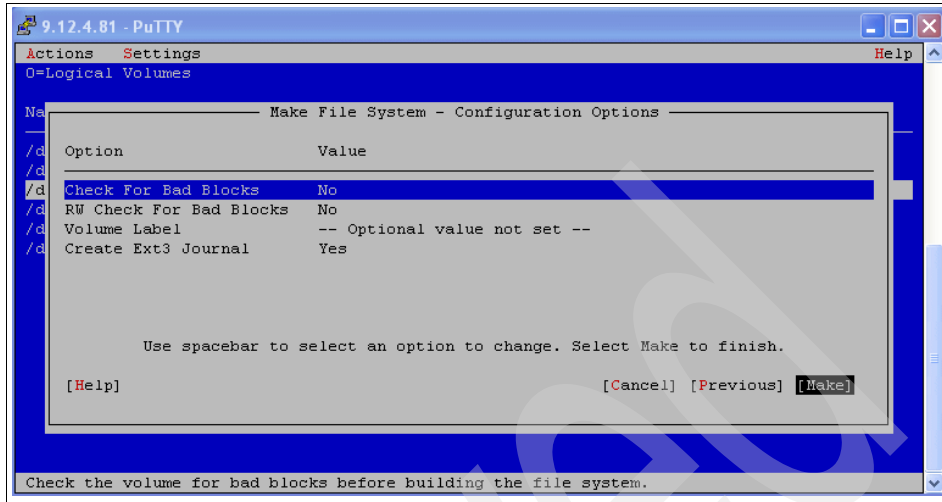 9.12.4.81 - PuTTY
Actions Settings Help
0=Logical Volumes
Na
Make File System - Configuration Options
/d Option Value
/d
/d Check For Bad Blocks No
/d RW Check For Bad Blocks No
/d Volume Label -- Optional value not set --
/d Create Ext3 Journal Yes
Use spacebar to select an option to change. Select Make to finish.
[Help] [Cancel] [Previous] [Make]
Check the volume for bad blocks before building the file system.